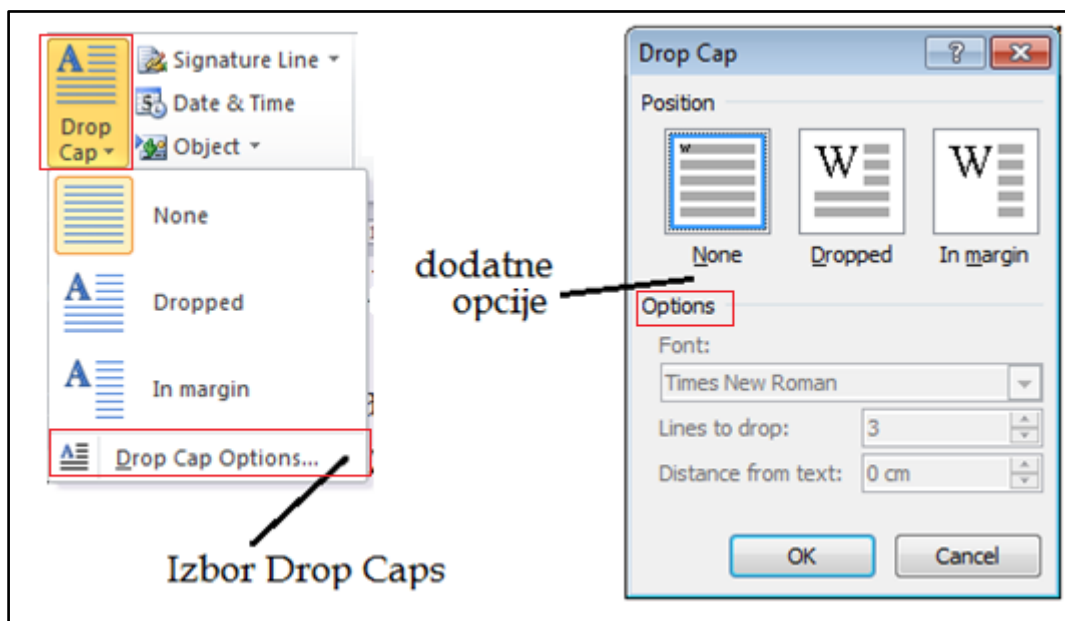 Signature Line
Date & Time
Drop
Cap
Object
None
Dropped
In margin
Drop Cap Options...
Izbor Drop Caps
dodatne
opcije
Drop Cap
Position
W
W
W
None
Dropped
In margin
Options
Font:
Times New Roman
Lines to drop: 3
Distance from text: 0 cm
OK Cancel